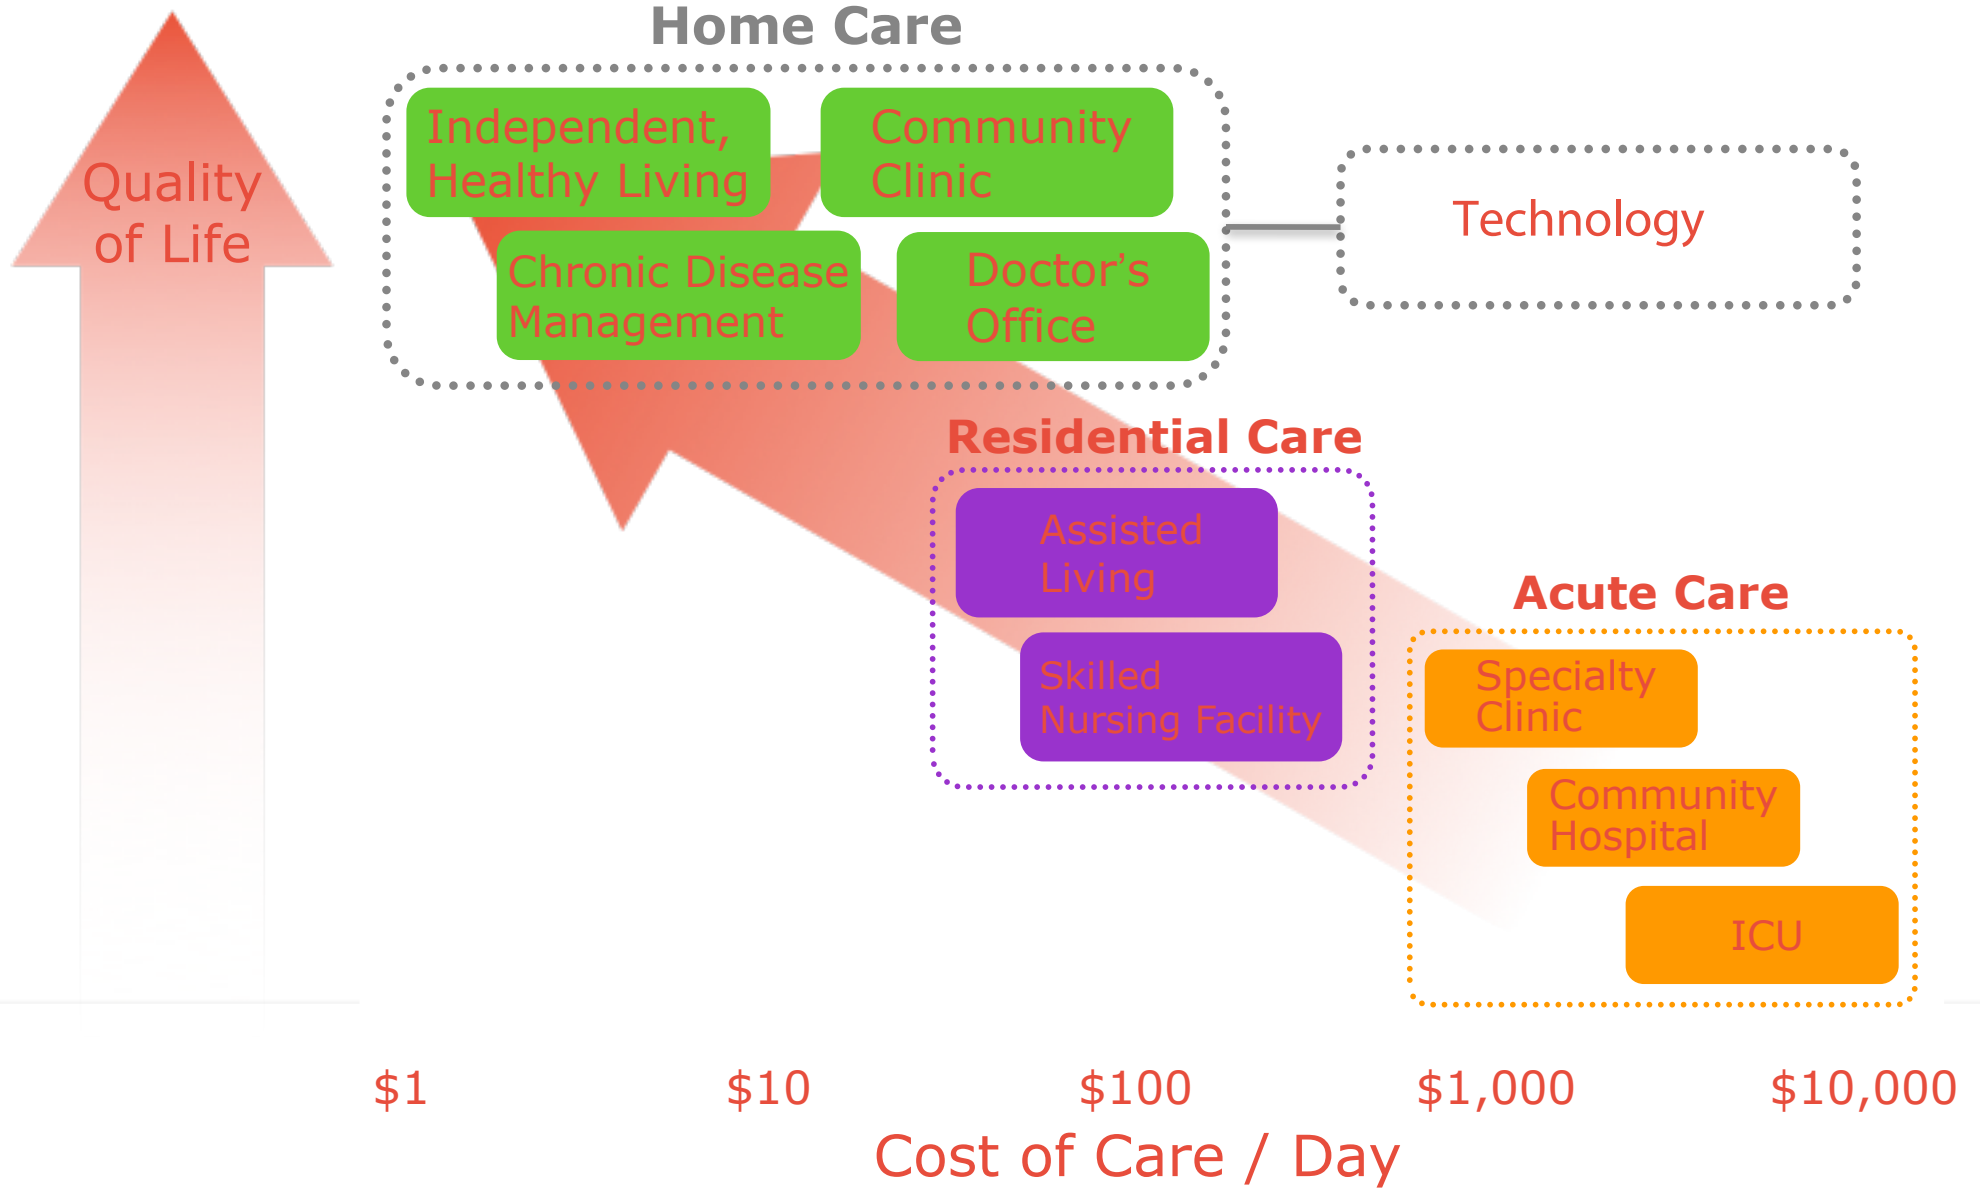 Home Care
Independent,
Healthy Living
Community
Clinic
Quality
of Life
Technology
Chronic Disease
Management
Doctor’s
Office
Residential Care
Assisted
Living
Skilled
Nursing Facility
Acute Care
Specialty
Clinic
Community
Hospital
ICU
$1 $10 $100 $1,000 $10,000
Cost of Care / Day